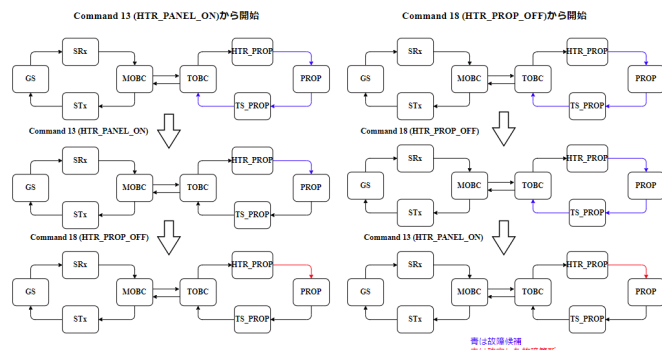 Command 13 (HTR_PANEL_ON)から開始
SRx
HTR_PROP
GS
MOBC
TOBC
PROP
STx
TS_PROP
Command 13 (HTR_PANEL_ON)
SRx
HTR_PROP
GS
MOBC
TOBC
PROP
STx
TS_PROP
Command 18 (HTR_PROP_OFF)
SRx
HTR_PROP
GS
MOBC
TOBC
PROP
STx
TS_PROP
Command 18 (HTR_PROP_OFF)から開始
SRx
HTR_PROP
GS
MOBC
TOBC
PROP
STx
TS_PROP
Command 18 (HTR_PROP_OFF)
SRx
HTR_PROP
GS
MOBC
TOBC
PROP
STx
TS_PROP
Command 13 (HTR_PANEL_ON)
SRx
HTR_PROP
GS
MOBC
TOBC
PROP
STx
TS_PROP
青は故障候補